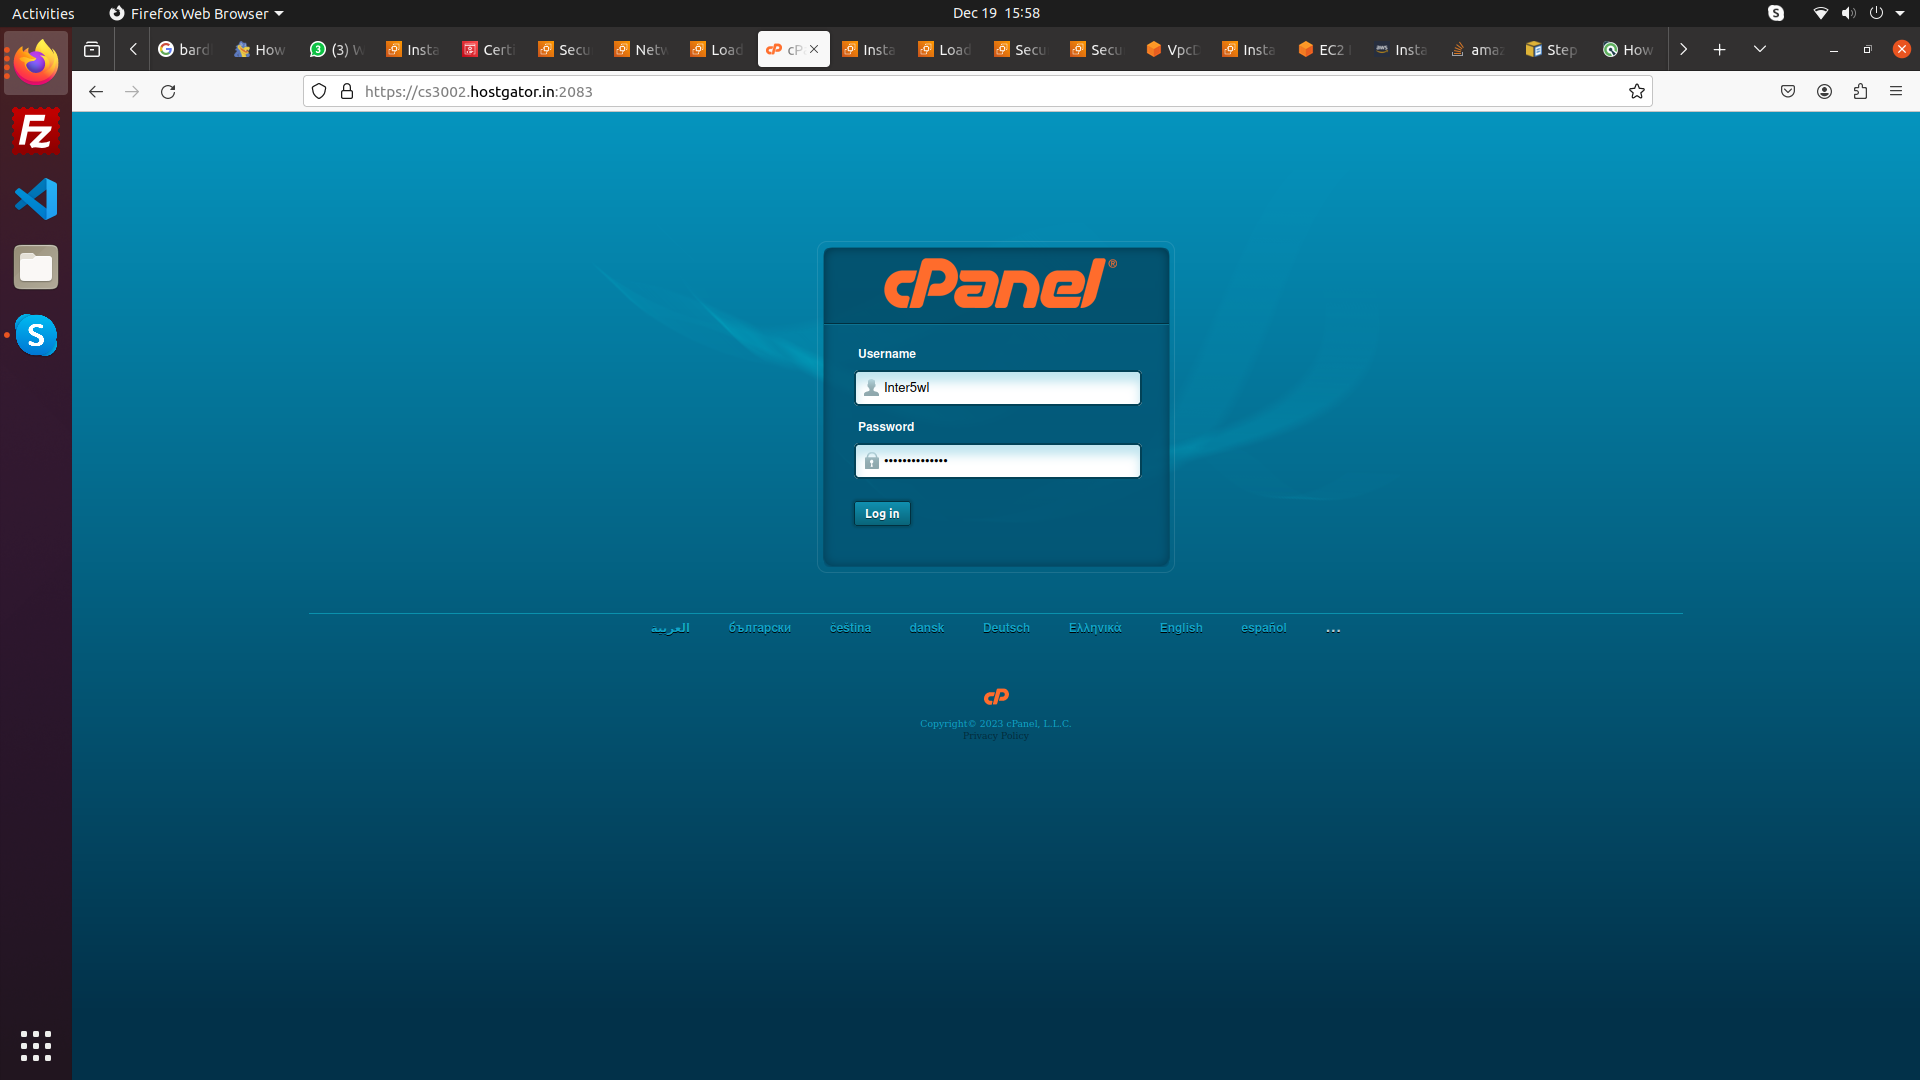 Activities
Firefox Web Browser
Dec 19 15:58
bard
How
(3) W
Insta
Certi
Secu
Netw
Load
cPa
Insta
Load
Secu
Secu
VpcD
Insta
EC2
Insta
amaz
Step
How
https://cs3002.hostgator.in:2083
cPanel®
Username
Inter5wl
Password
Log in
العربية български čeština dansk Deutsch Ελληνικά English español ...
cP
Copyright© 2023 cPanel, L.L.C.
Privacy Policy